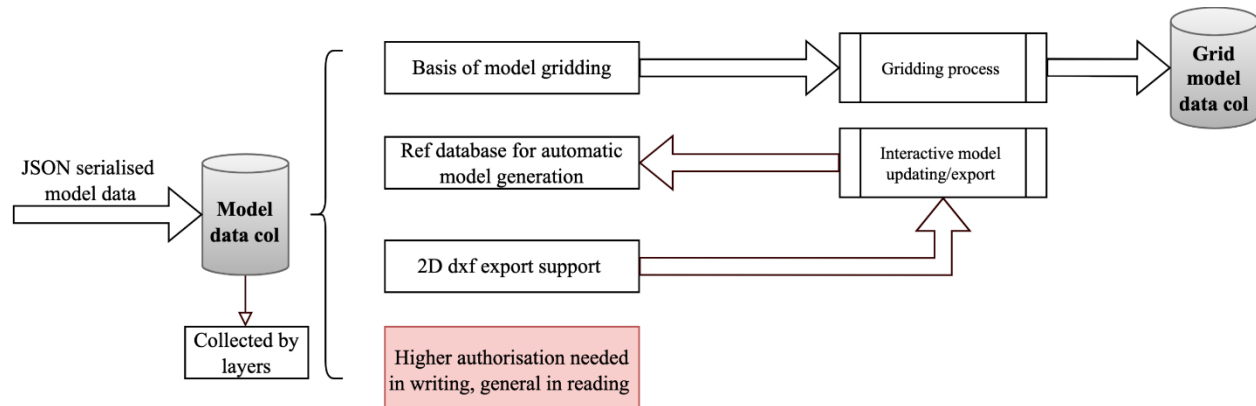 JSON serialised
model data
Model
data col
Collected by
layers
Basis of model gridding
Gridding process
Grid
model
data col
Ref database for automatic
model generation
Interactive model
updating/export
2D dxf export support
Higher authorisation needed
in writing, general in reading